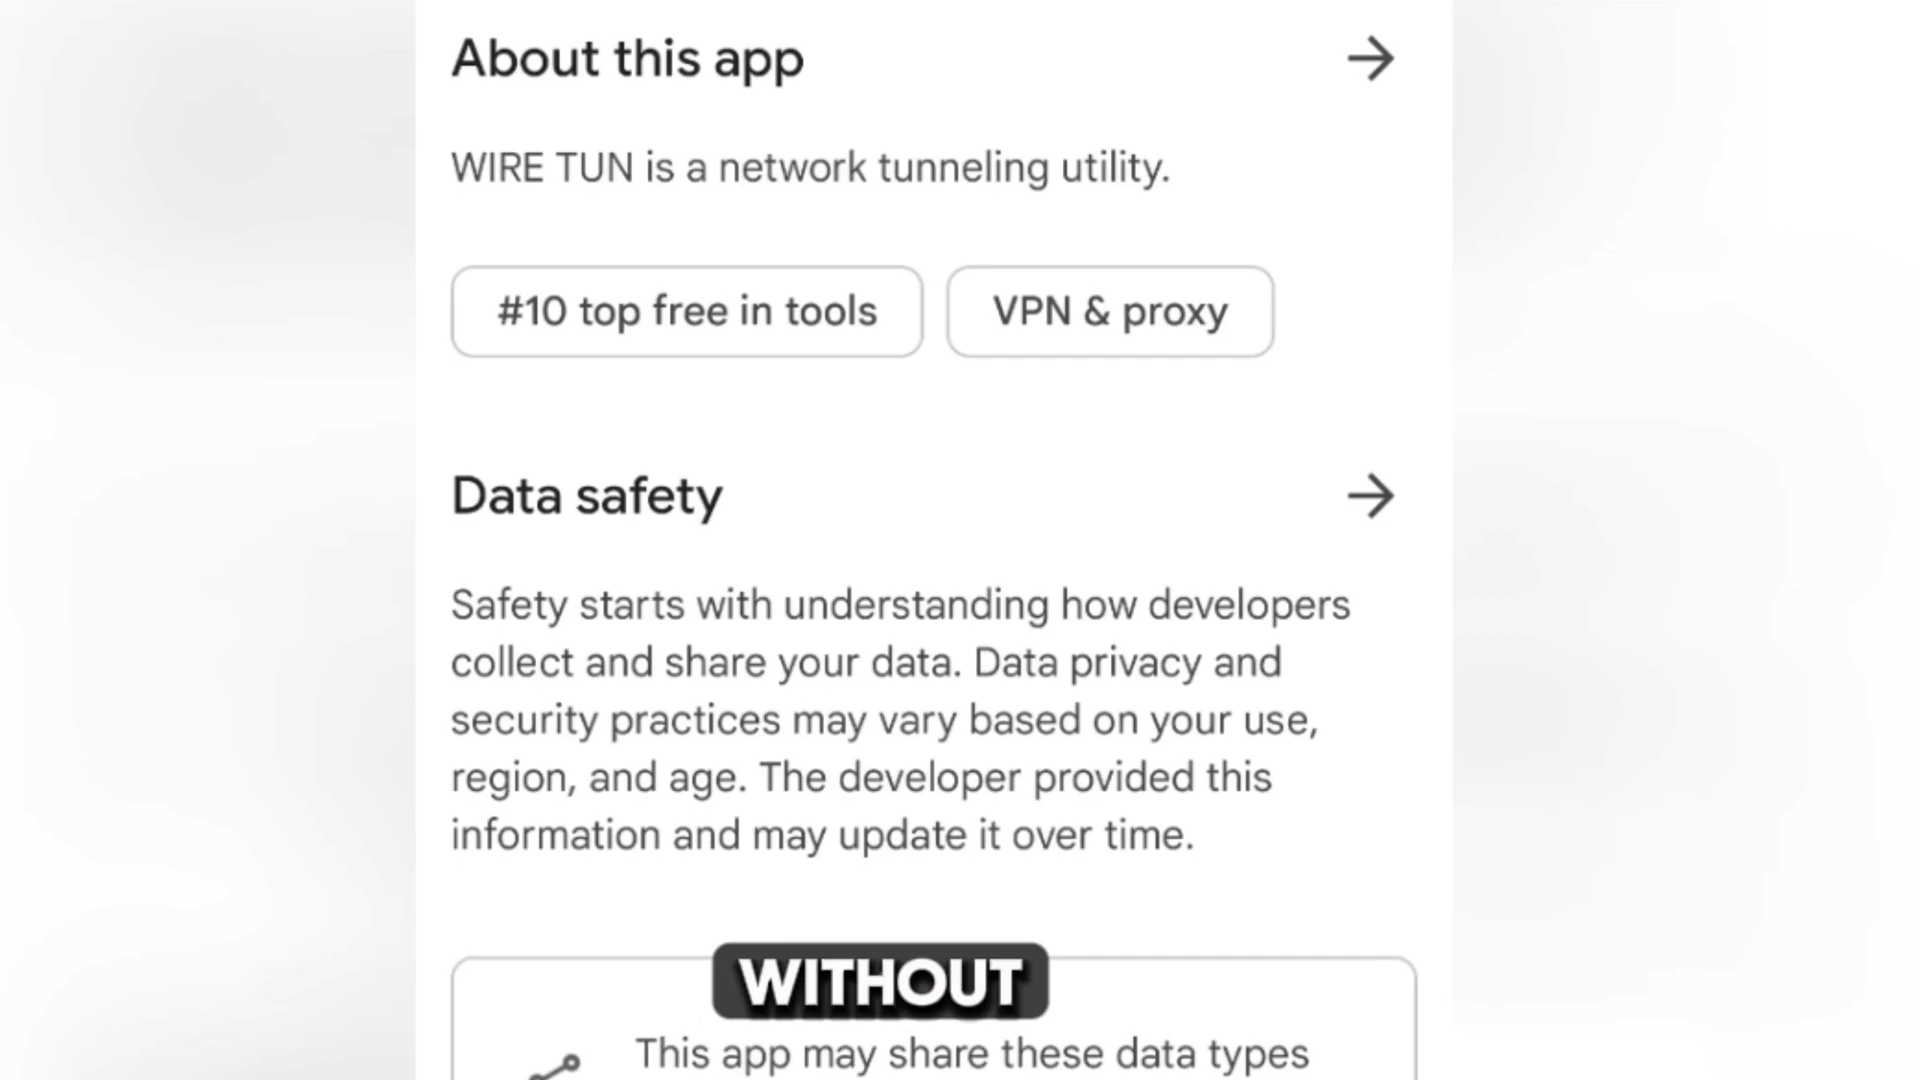 About this app
WIRE TUN is a network tunneling utility.
#10 top free in tools
VPN & proxy
Data safety
Safety starts with understanding how developers
collect and share your data. Data privacy and
security practices may vary based on your use,
region, and age. The developer provided this
information and may update it over time.
WITHOUT
This app may share these data types